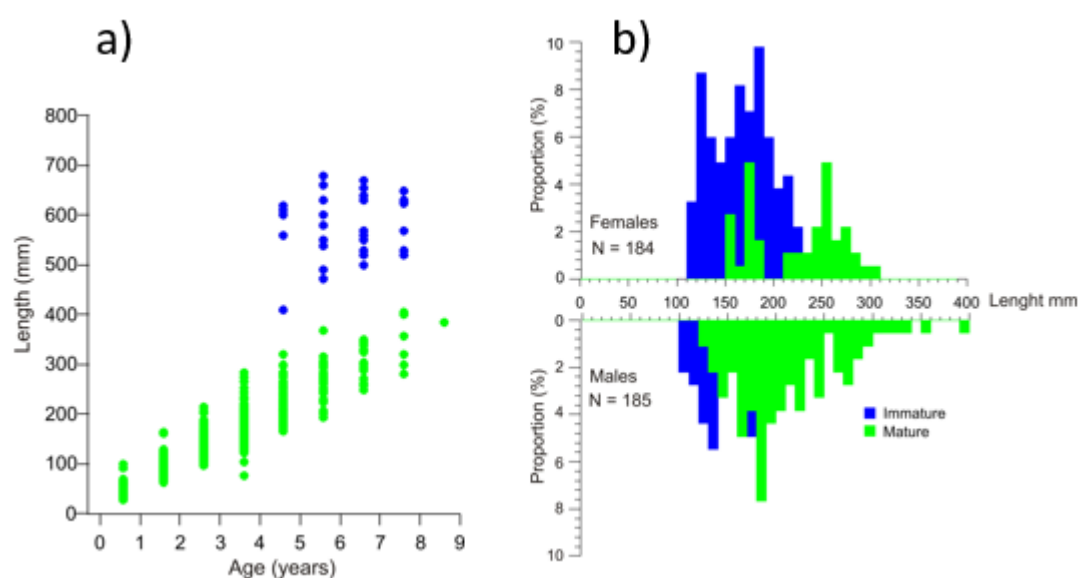 a)
800
700
600
500
400
300
200
100
0
Length (mm)
0 1 2 3 4 5 6 7 8 9
Age (years)
b)
10
8
6
4
2
0
Proportion (%)
Females
N = 184
0 50 100 150 200 250 300 350 400 Lenght mm
0
2
4
6
8
10
Proportion (%)
Males
N = 185
Immature
Mature